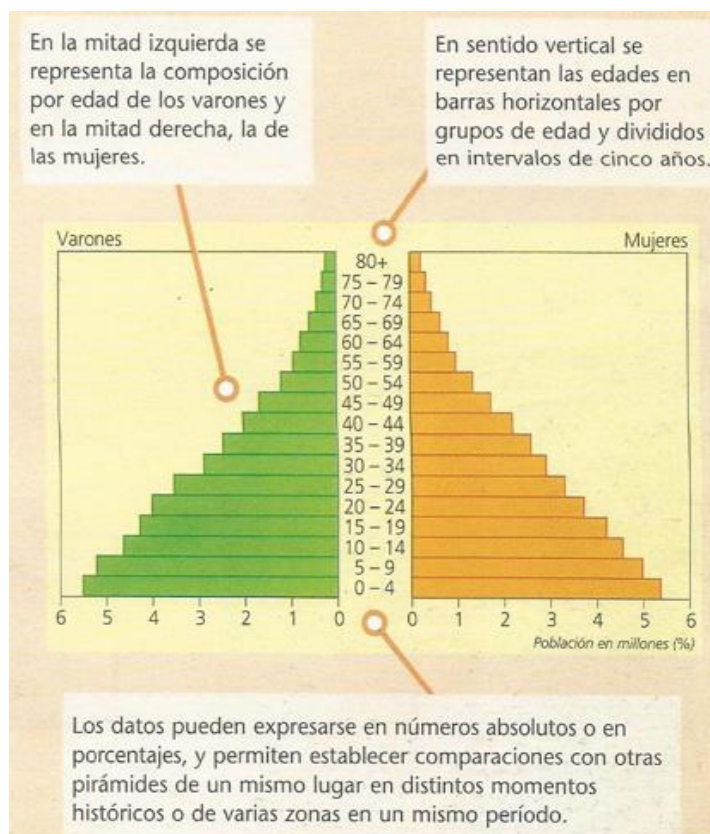 En la mitad izquierda se
representa la composición
por edad de los varones y
en la mitad derecha, la de
las mujeres.
En sentido vertical se
representan las edades en
barras horizontales por
grupos de edad y divididos
en intervalos de cinco años.
Varones
Mujeres
80+
75 – 79
70 – 74
65 – 69
60 – 64
55 – 59
50 – 54
45 – 49
40 – 44
35 – 39
30 – 34
25 – 29
20 – 24
15 – 19
10 – 14
5 – 9
0 – 4
6 5 4 3 2 1 0 0 1 2 3 4 5 6
Población en millones (%)
Los datos pueden expresarse en números absolutos o en
porcentajes, y permiten establecer comparaciones con otras
pirámides de un mismo lugar en distintos momentos
históricos o de varias zonas en un mismo período.